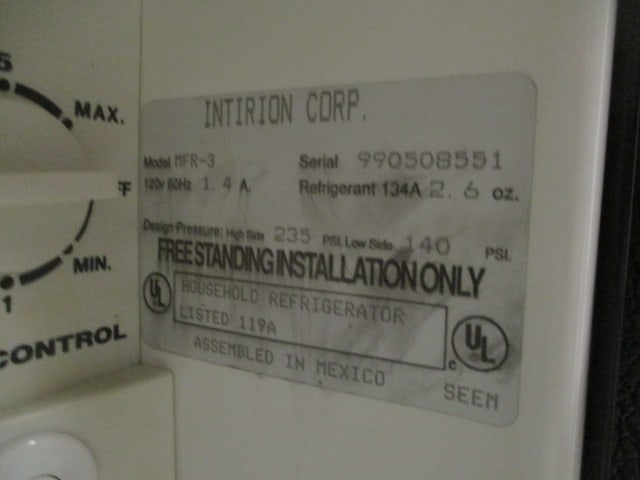 5
MAX.
FF
MIN.
1
CONTROL
INTIRION CORP.
Model MFR-3 Serial 990508551
120v 60Hz 1.4 A. Refrigerant 134A 2.6 oz.
Design Pressure: High Side 235 PSI. Low Side 140 PSI.
FREE STANDING INSTALLATION ONLY
UL HOUSEHOLD REFRIGERATOR
LISTED 119A
c UL
ASSEMBLED IN MEXICO
SEEM